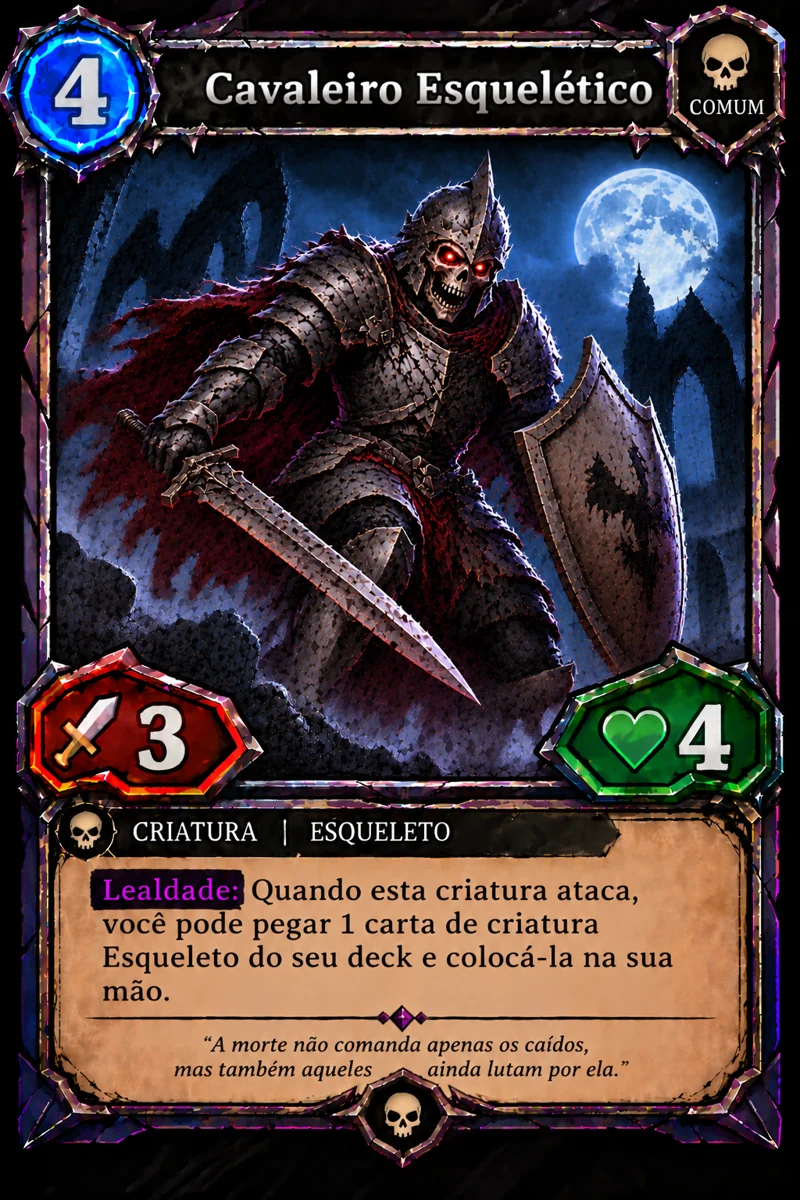 4
Cavaleiro Esquelético
COMUM
3
4
CRIATURA | ESQUELETO
Lealdade: Quando esta criatura ataca,
você pode pegar 1 carta de criatura
Esqueleto do seu deck e colocá-la na sua
mão.
“A morte não comanda apenas os caídos,
mas também aqueles ainda lutam por ela.”